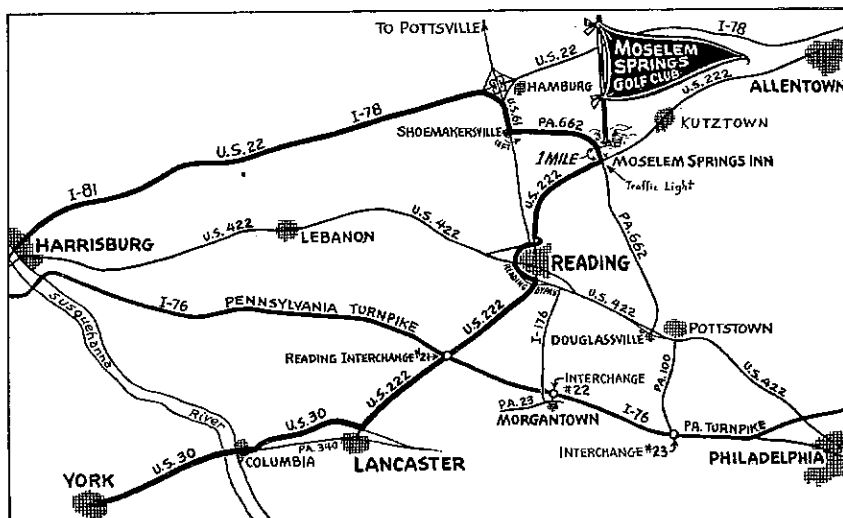 TO POTTSVILLE
I-78
U.S. 22
MOSELEM
SPRINGS
GOLF CLUB
HAMBURG
U.S. 222
ALLENTOWN
I-78
U.S. 61
SHOEMAKERSVILLE
PA. 662
KUTZTOWN
U.S. 22
1 MILE
MOSELEM SPRINGS INN
Traffic Light
I-81
U.S. 222
U.S. 422
U.S. 422
PA. 662
HARRISBURG
LEBANON
READING
READING
BYPASS
I-76
PENNSYLVANIA TURNPIKE
U.S. 222
U.S. 422
SUSQUEHANNA
I-176
DOUGLASSVILLE
POTTSTOWN
READING INTERCHANGE #21
PA. 100
U.S. 422
INTERCHANGE
#22
U.S. 222
PA. 23
MORGANTOWN
I-76
River
U.S. 30
PA. TURNPIKE
U.S. 30
COLUMBIA
PA. 340
LANCASTER
INTERCHANGE #23
PHILADELPHIA
YORK